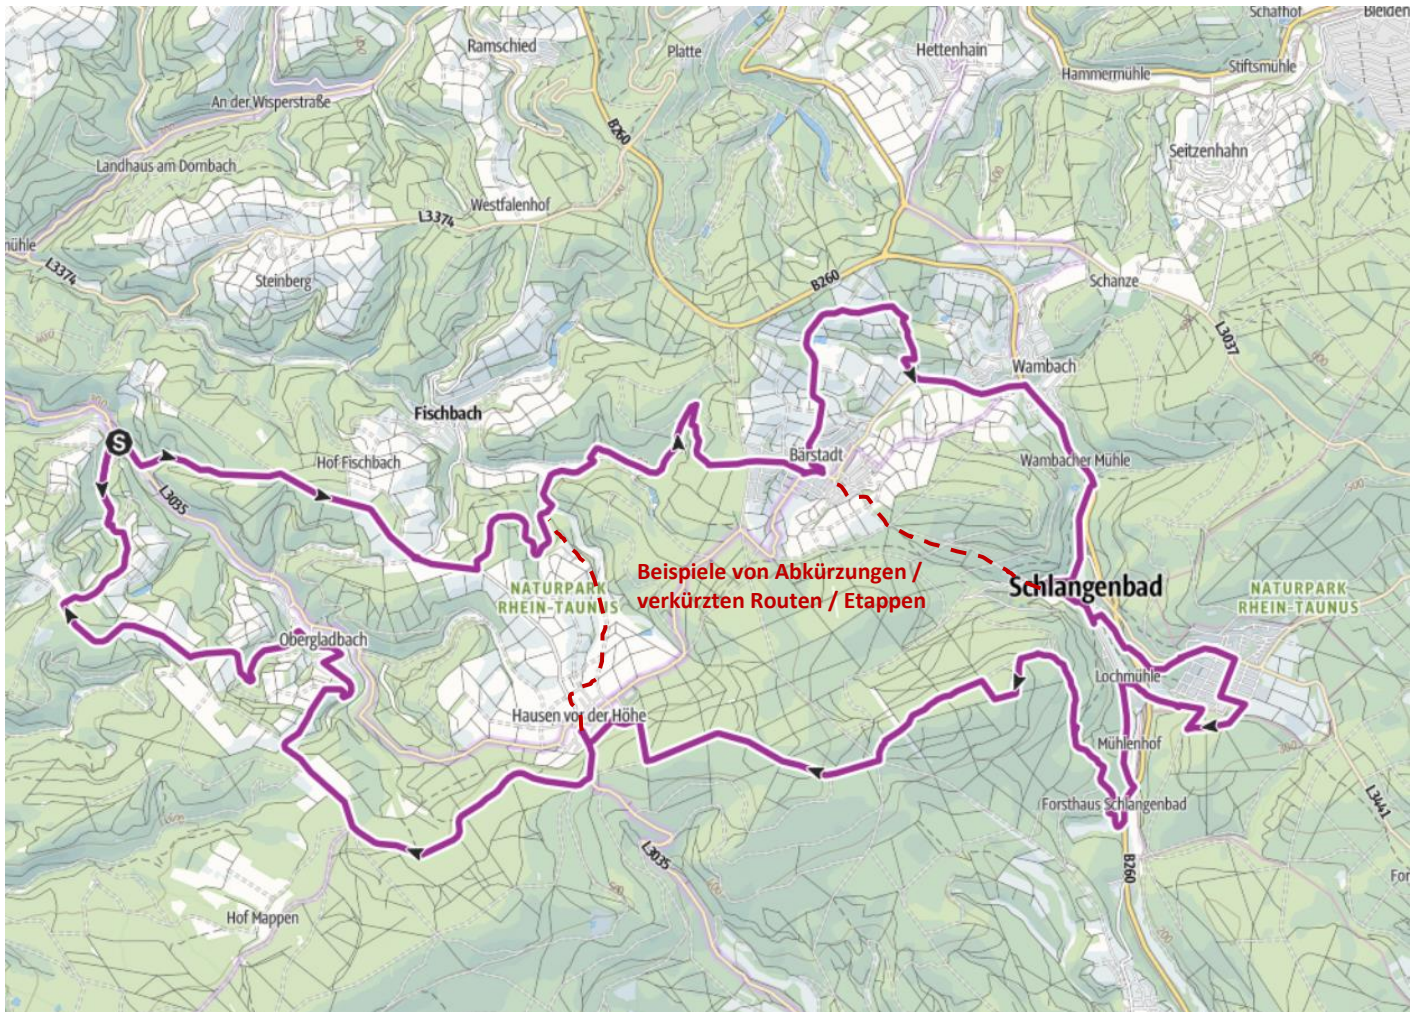 Schafhof
Bleiden
Ramschied
Platte
Hettenhain
Hammermühle
Stiftsmühle
An der Wisperstraße
B260
Seitzenhahn
Landhaus am Dornbach
Westfalenhof
L3374
mühle
L3374
Steinberg
B260
Schanze
L3037
Wambach
Fischbach
S
Hof Fischbach
Bärstadt
Wambacher Mühle
L3035
Beispiele von Abkürzungen /
verkürzten Routen / Etappen
Schlangenbad
NATURPARK
RHEIN-TAUNUS
NATURPARK
RHEIN-TAUNUS
Obergladbach
Lochmühle
Hausen vor der Höhe
Mühlenhof
Forsthaus Schlangenbad
L3441
L3035
B260
For
Hof Mappen